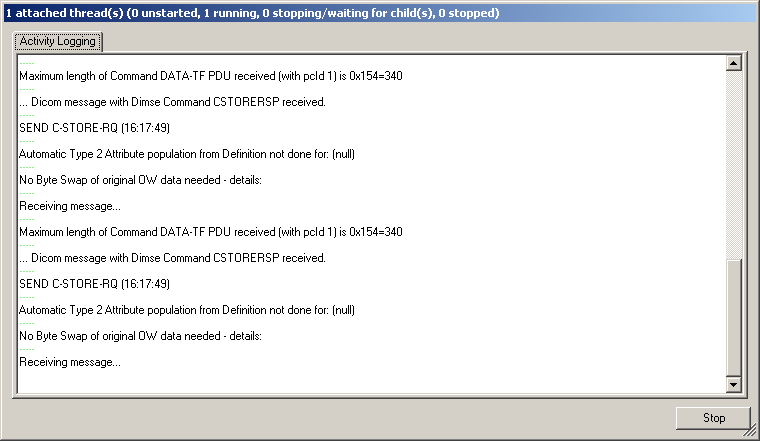 1 attached thread(s) (0 unstarted, 1 running, 0 stopping/waiting for child(s), 0 stopped)
Activity Logging
-----
Maximum length of Command DATA-TF PDU received (with pcId 1) is 0x154=340
-----
... Dicom message with Dimse Command CSTORERSP received.
-----
SEND C-STORE-RQ (16:17:49)
-----
Automatic Type 2 Attribute population from Definition not done for: (null)
-----
No Byte Swap of original OW data needed - details:
-----
Receiving message...
-----
Maximum length of Command DATA-TF PDU received (with pcId 1) is 0x154=340
-----
... Dicom message with Dimse Command CSTORERSP received.
-----
SEND C-STORE-RQ (16:17:49)
-----
Automatic Type 2 Attribute population from Definition not done for: (null)
-----
No Byte Swap of original OW data needed - details:
-----
Receiving message...
Stop